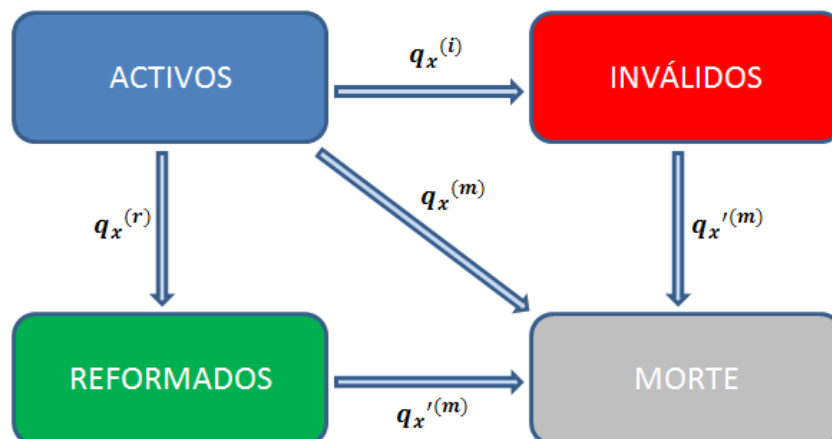 ACTIVOS
qₓ⁽ⁱ⁾
INVÁLIDOS
qₓ⁽ᵐ⁾
qₓ⁽ʳ⁾
qₓ′⁽ᵐ⁾
REFORMADOS
qₓ′⁽ᵐ⁾
MORTE